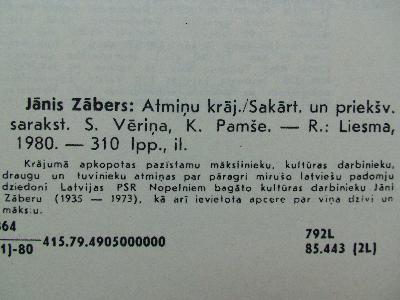 Jānis Zābers: Atmiņu krāj./Sakārt. un priekšv.
sarakst. S. Vēriņa, K. Pamše. — R.: Liesma,
1980. — 310 lpp., il.
Krājumā apkopotas pazīstamu mākslinieku, kultūras darbinieku,
draugu un tuvinieku atmiņas par pāragri mirušo latviešu padomju
dziedoni Latvijas PSR Nopelniem bagāto kultūras darbinieku Jāni
Zāberu (1935 — 1973), kā arī ievietota apcere par viņa dzīvi un
mākslu.
464
1)-80
—415.79.4905000000
792L
85.443 (2L)